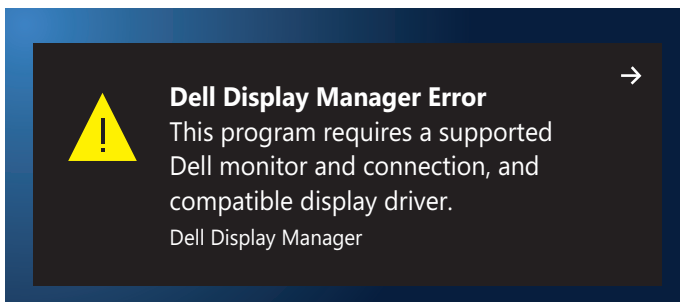 Dell Display Manager Error
This program requires a supported
Dell monitor and connection, and
compatible display driver.
Dell Display Manager